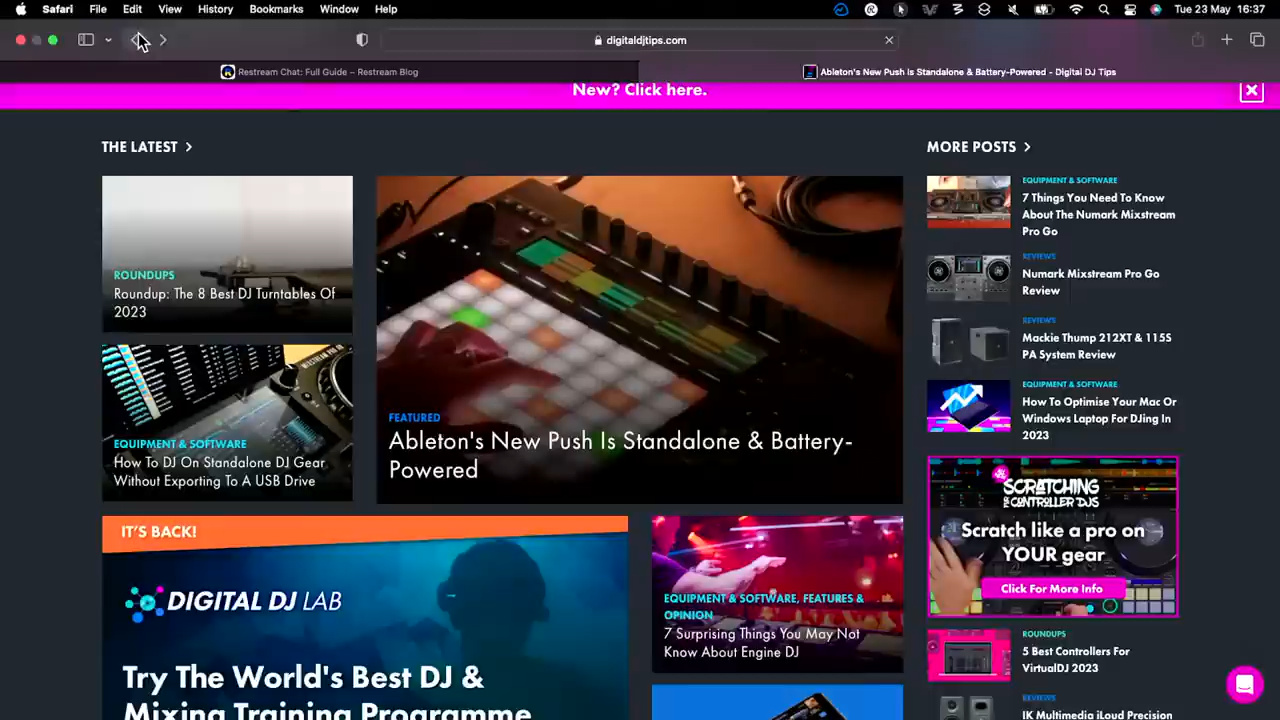 Safari File Edit View History Bookmarks Window Help Tue 23 May 16:37
digitaldjtips.com
Restream Chat: Full Guide – Restream Blog
Ableton's New Push Is Standalone & Battery-Powered - Digital DJ Tips
New? Click here.
THE LATEST
ROUNDUPS
Roundup: The 8 Best DJ Turntables Of
2023
EQUIPMENT & SOFTWARE
How To DJ On Standalone DJ Gear
Without Exporting To A USB Drive
FEATURED
Ableton's New Push Is Standalone & Battery-
Powered
IT'S BACK!
DIGITAL DJ LAB
Try The World's Best DJ &
Mixing Training Programme
EQUIPMENT & SOFTWARE, FEATURES &
OPINION
7 Surprising Things You May Not
Know About Engine DJ
MORE POSTS
EQUIPMENT & SOFTWARE
7 Things You Need To Know
About The Numark Mixstream
Pro Go
REVIEWS
Numark Mixstream Pro Go
Review
REVIEWS
Mackie Thump 212XT & 115S
PA System Review
EQUIPMENT & SOFTWARE
How To Optimise Your Mac Or
Windows Laptop For DJing In
2023
SCRATCHING
FOR CONTROLLER DJS
Scratch like a pro on
YOUR gear
Click For More Info
ROUNDUPS
5 Best Controllers For
VirtualDJ 2023
REVIEWS
IK Multimedia iLoud Precision